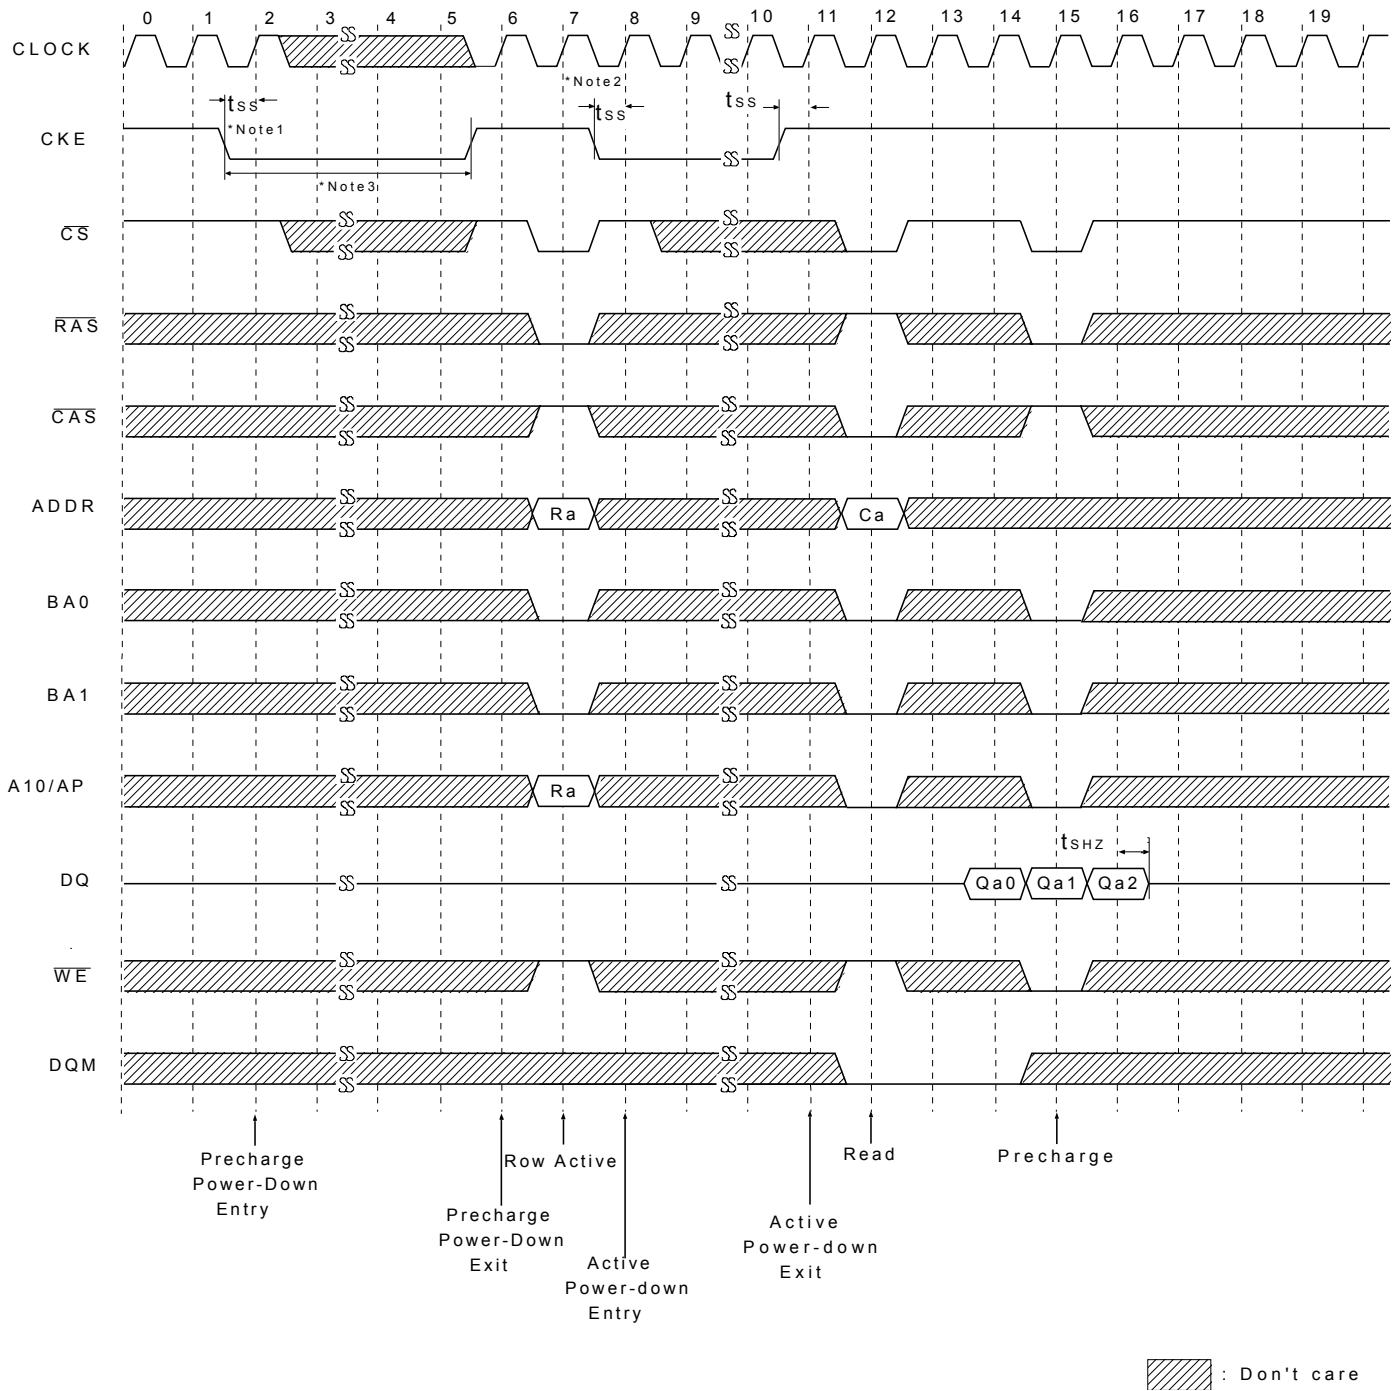 0 1 2 3 4 5 6 7 8 9 10 11 12 13 14 15 16 17 18 19
CLOCK
*Note2
tSS
tSS
tSS
*Note1
CKE
*Note3
CS
RAS
CAS
ADDR Ra Ca
BA0
BA1
A10/AP Ra
tSHZ
DQ Qa0 Qa1 Qa2
WE
DQM
Precharge
Power-Down
Entry
Row Active
Read
Precharge
Precharge
Power-Down
Exit
Active
Power-down
Exit
Active
Power-down
Entry
: Don't care